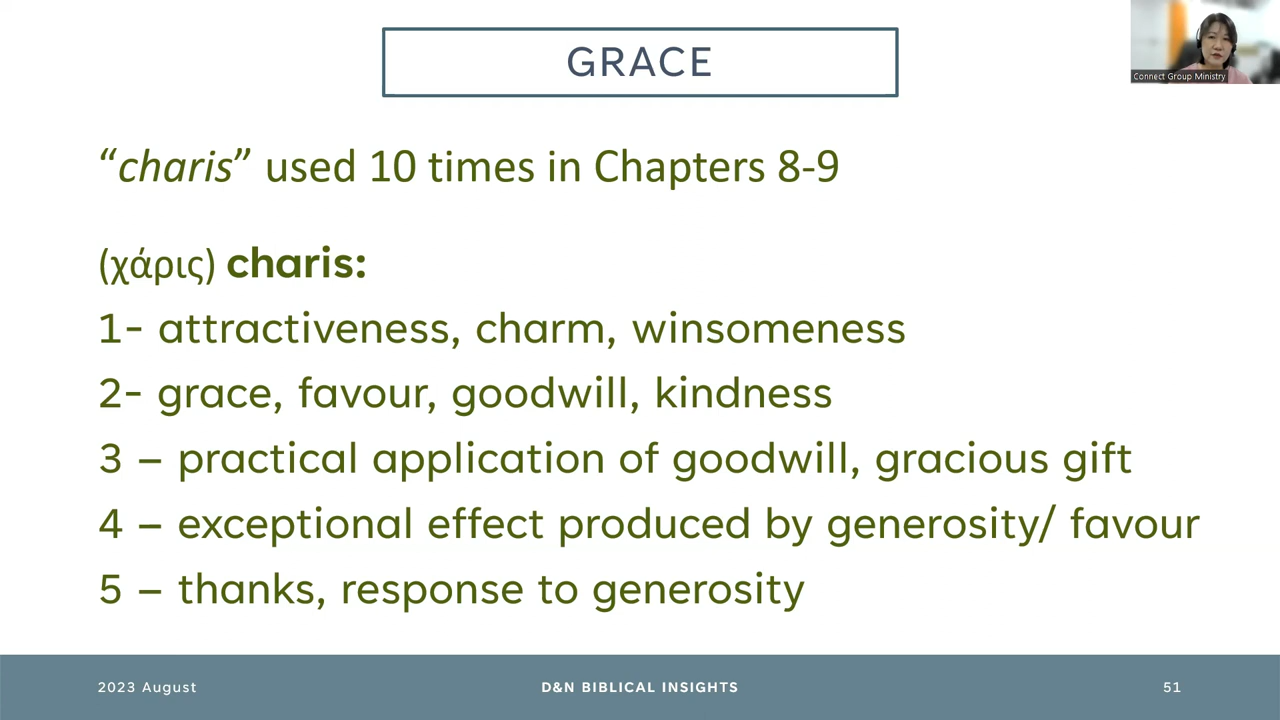 GRACE
Connect Group Ministry
“charis” used 10 times in Chapters 8-9
(χάρις) charis:
1- attractiveness, charm, winsomeness
2- grace, favour, goodwill, kindness
3 – practical application of goodwill, gracious gift
4 – exceptional effect produced by generosity/ favour
5 – thanks, response to generosity
2023 August
D&N BIBLICAL INSIGHTS
51